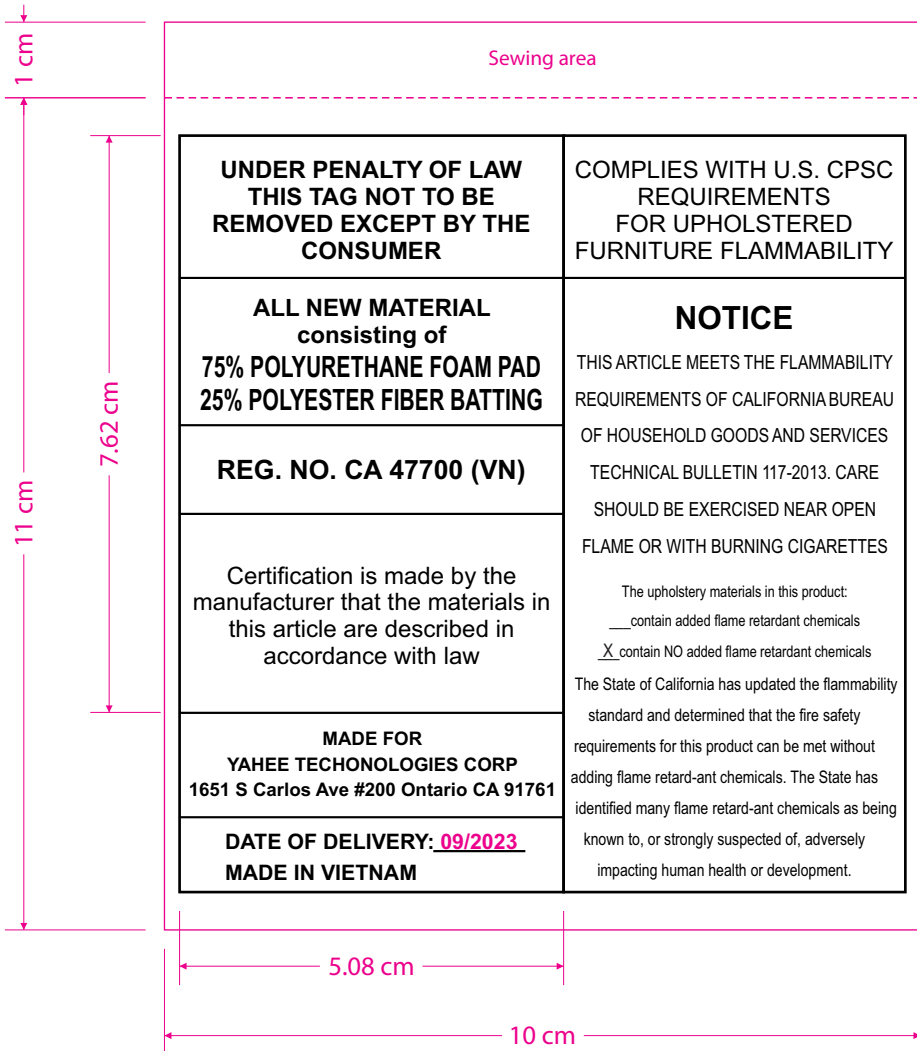 1 cm
Sewing area
11 cm
7.62 cm
UNDER PENALTY OF LAW
THIS TAG NOT TO BE
REMOVED EXCEPT BY THE
CONSUMER
ALL NEW MATERIAL
consisting of
75% POLYURETHANE FOAM PAD
25% POLYESTER FIBER BATTING
REG. NO. CA 47700 (VN)
Certification is made by the
manufacturer that the materials in
this article are described in
accordance with law
MADE FOR
YAHEE TECHONOLOGIES CORP
1651 S Carlos Ave #200 Ontario CA 91761
DATE OF DELIVERY: 09/2023
MADE IN VIETNAM
COMPLIES WITH U.S. CPSC
REQUIREMENTS
FOR UPHOLSTERED
FURNITURE FLAMMABILITY
NOTICE
THIS ARTICLE MEETS THE FLAMMABILITY
REQUIREMENTS OF CALIFORNIA BUREAU
OF HOUSEHOLD GOODS AND SERVICES
TECHNICAL BULLETIN 117-2013. CARE
SHOULD BE EXERCISED NEAR OPEN
FLAME OR WITH BURNING CIGARETTES
The upholstery materials in this product:
___contain added flame retardant chemicals
_X_contain NO added flame retardant chemicals
The State of California has updated the flammability
standard and determined that the fire safety
requirements for this product can be met without
adding flame retard-ant chemicals. The State has
identified many flame retard-ant chemicals as being
known to, or strongly suspected of, adversely
impacting human health or development.
5.08 cm
10 cm